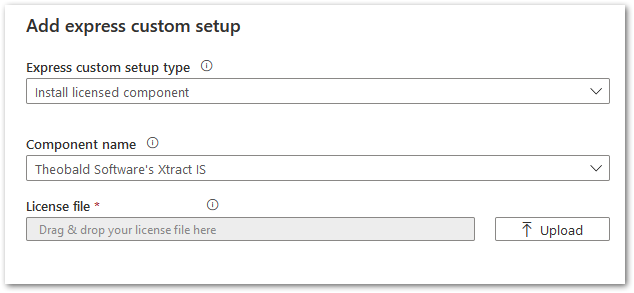 Add express custom setup
Express custom setup type
Install licensed component
Component name
Theobald Software's Xtract IS
License file *
Drag & drop your license file here
Upload